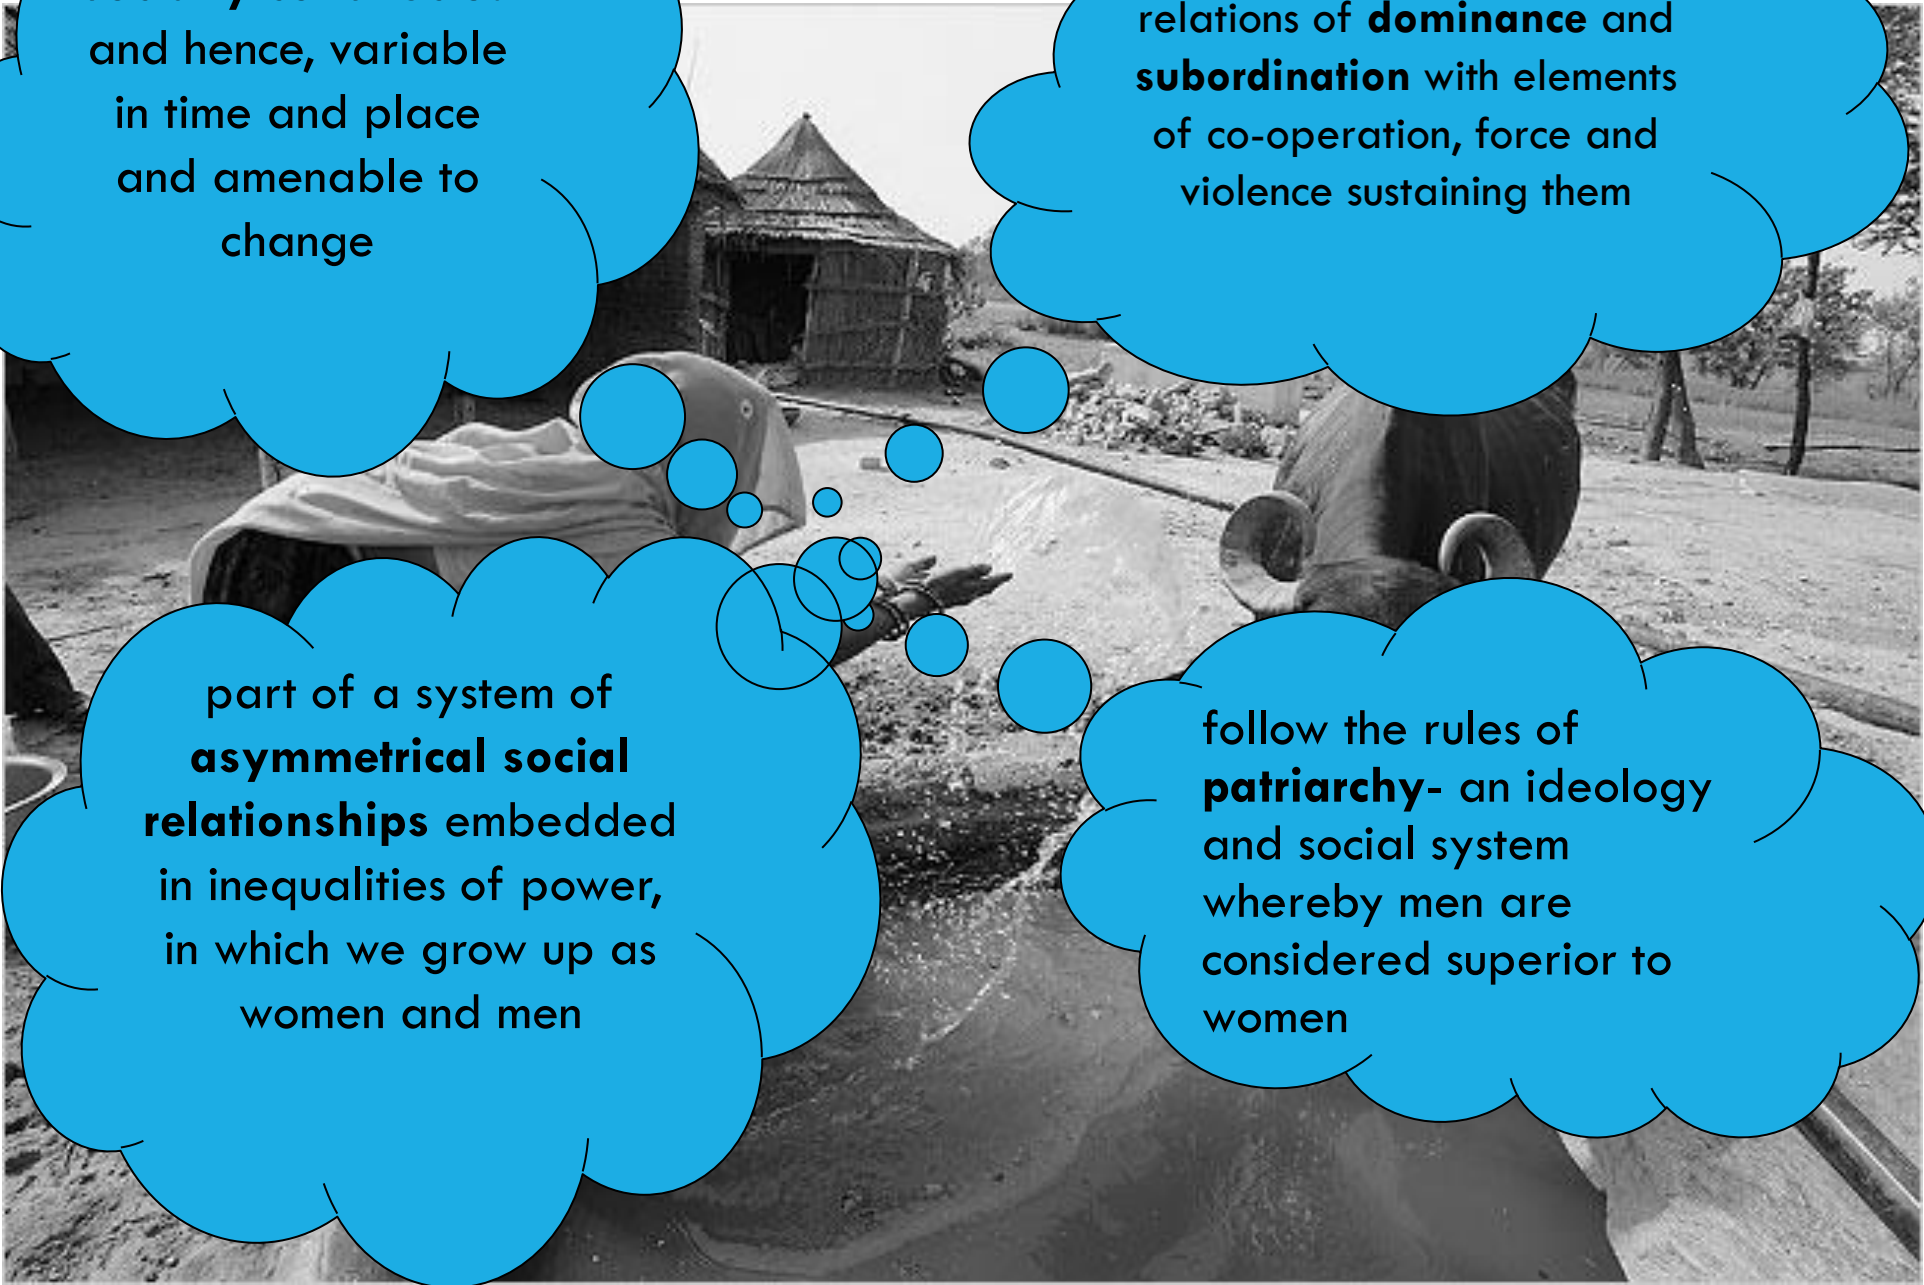 and hence, variable
in time and place
and amenable to
change
relations of dominance and
subordination with elements
of co-operation, force and
violence sustaining them
part of a system of
asymmetrical social
relationships embedded
in inequalities of power,
in which we grow up as
women and men
follow the rules of
patriarchy- an ideology
and social system
whereby men are
considered superior to
women